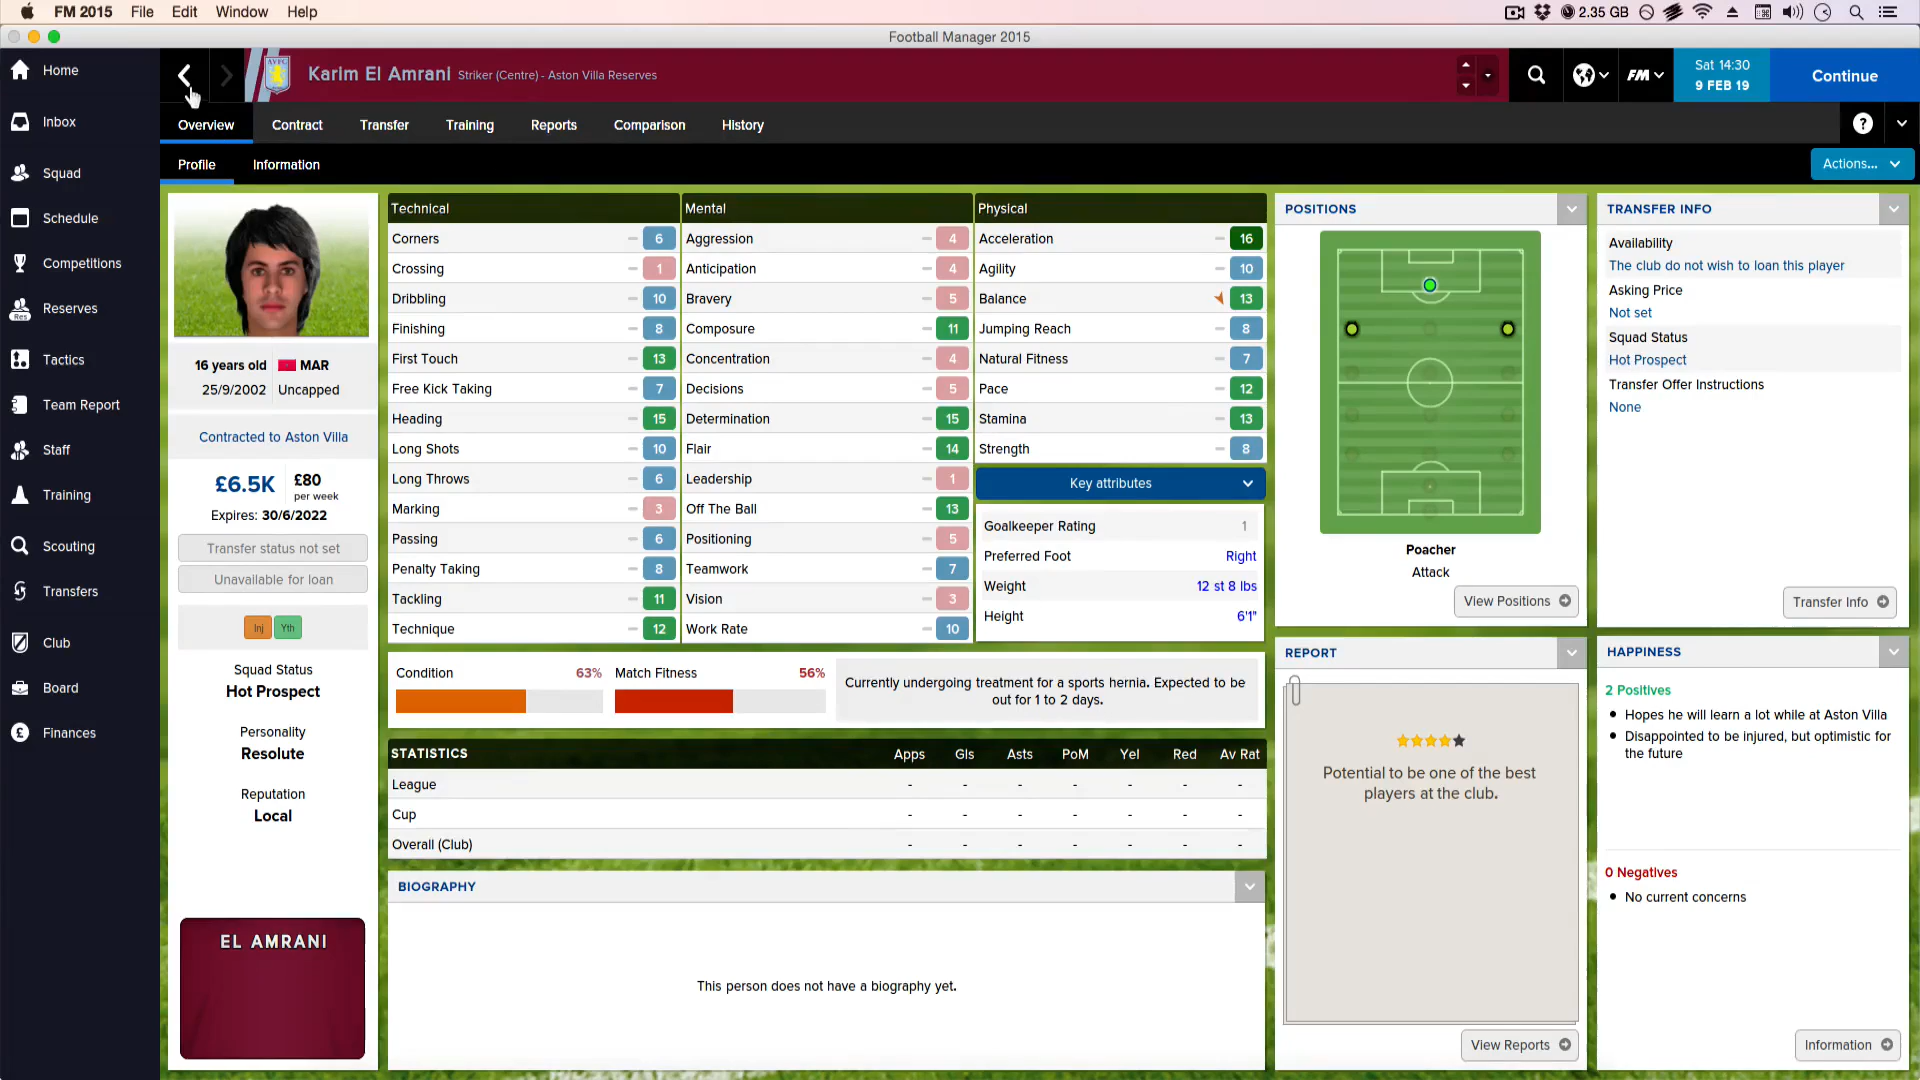 FM 2015 File Edit Window Help 2.35 GB
Football Manager 2015
Home
Inbox
Squad
Schedule
Competitions
Res
Reserves
Tactics
Team Report
Staff
Training
Scouting
Transfers
Club
Board
Finances
AVFC
Karim El Amrani Striker (Centre) - Aston Villa Reserves
FM
Sat 14:30
9 FEB 19
Continue
Overview Contract Transfer Training Reports Comparison History
?
Profile Information
Actions...
16 years old MAR
25/9/2002 Uncapped
Contracted to Aston Villa
£6.5K £80
per week
Expires: 30/6/2022
Transfer status not set
Unavailable for loan
Inj Yth
Squad Status
Hot Prospect
Personality
Resolute
Reputation
Local
EL AMRANI
Technical
Corners 6
Crossing 1
Dribbling 10
Finishing 8
First Touch 13
Free Kick Taking 7
Heading 15
Long Shots 10
Long Throws 6
Marking 3
Passing 6
Penalty Taking 8
Tackling 11
Technique 12
Mental
Aggression 4
Anticipation 4
Bravery 5
Composure 11
Concentration 4
Decisions 5
Determination 15
Flair 14
Leadership 1
Off The Ball 13
Positioning 5
Teamwork 7
Vision 3
Work Rate 10
Physical
Acceleration 16
Agility 10
Balance 13
Jumping Reach 8
Natural Fitness 7
Pace 12
Stamina 13
Strength 8
Key attributes
Goalkeeper Rating 1
Preferred Foot Right
Weight 12 st 8 lbs
Height 6'1"
Condition 63%
Match Fitness 56%
Currently undergoing treatment for a sports hernia. Expected to be
out for 1 to 2 days.
STATISTICS Apps Gls Asts PoM Yel Red Av Rat
League - - - - - - -
Cup - - - - - - -
Overall (Club) - - - - - - -
BIOGRAPHY
This person does not have a biography yet.
POSITIONS
Poacher
Attack
View Positions
REPORT
Potential to be one of the best
players at the club.
View Reports
TRANSFER INFO
Availability
The club do not wish to loan this player
Asking Price
Not set
Squad Status
Hot Prospect
Transfer Offer Instructions
None
Transfer Info
HAPPINESS
2 Positives
• Hopes he will learn a lot while at Aston Villa
• Disappointed to be injured, but optimistic for
the future
0 Negatives
• No current concerns
Information